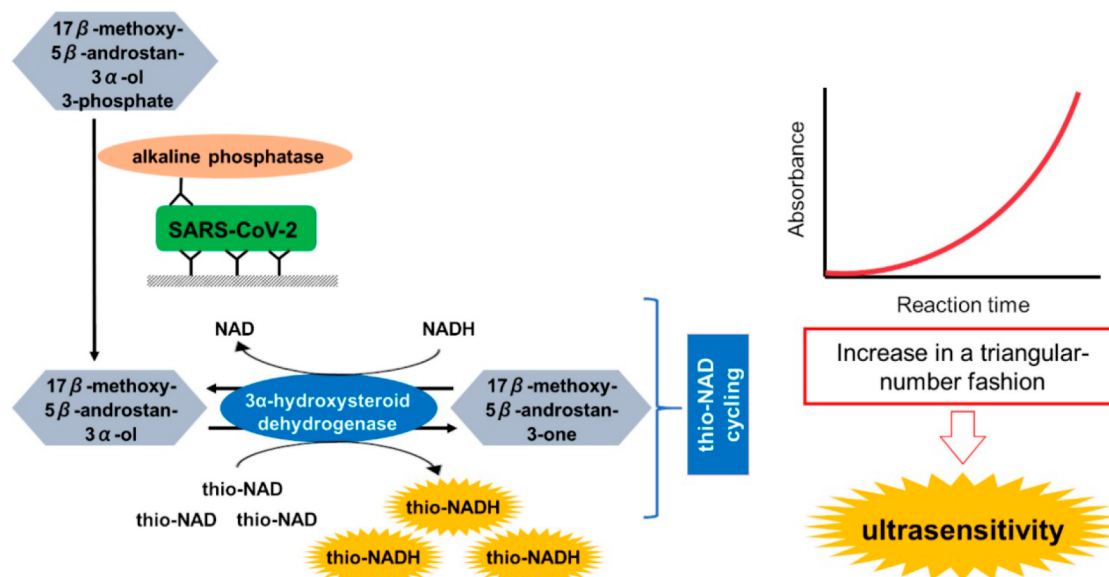 17β-methoxy-
5β-androstan-
3α-ol
3-phosphate
alkaline phosphatase
SARS-CoV-2
NAD
NADH
17β-methoxy-
5β-androstan-
3α-ol
3α-hydroxysteroid
dehydrogenase
17β-methoxy-
5β-androstan-
3-one
thio-NAD
thio-NAD
thio-NAD
thio-NADH
thio-NADH
thio-NADH
thio-NAD
cycling
Absorbance
Reaction time
Increase in a triangular-
number fashion
ultrasensitivity